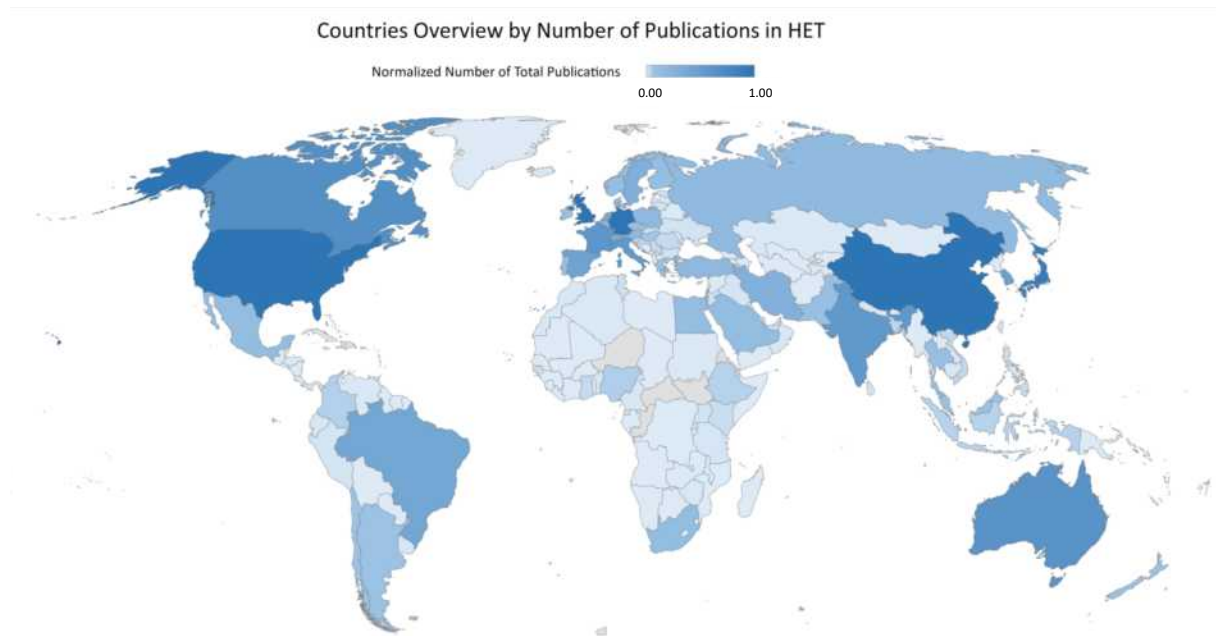 Countries Overview by Number of Publications in HET
Normalized Number of Total Publications
0.00 1.00